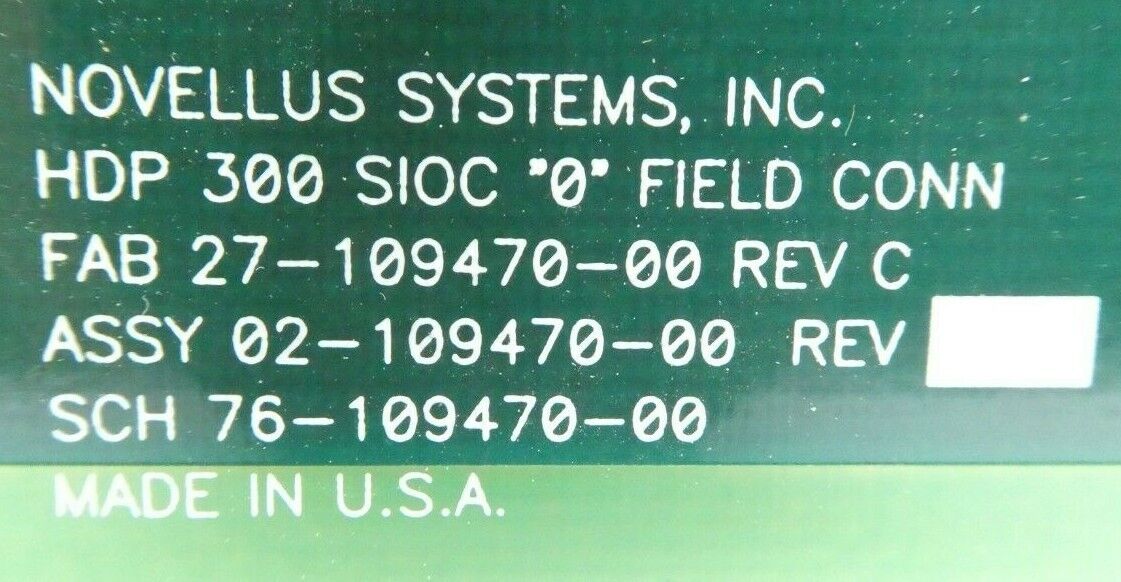 NOVELLUS SYSTEMS, INC.
HDP 300 SIOC "0" FIELD CONN
FAB 27-109470-00 REV C
ASSY 02-109470-00 REV
SCH 76-109470-00
MADE IN U.S.A.